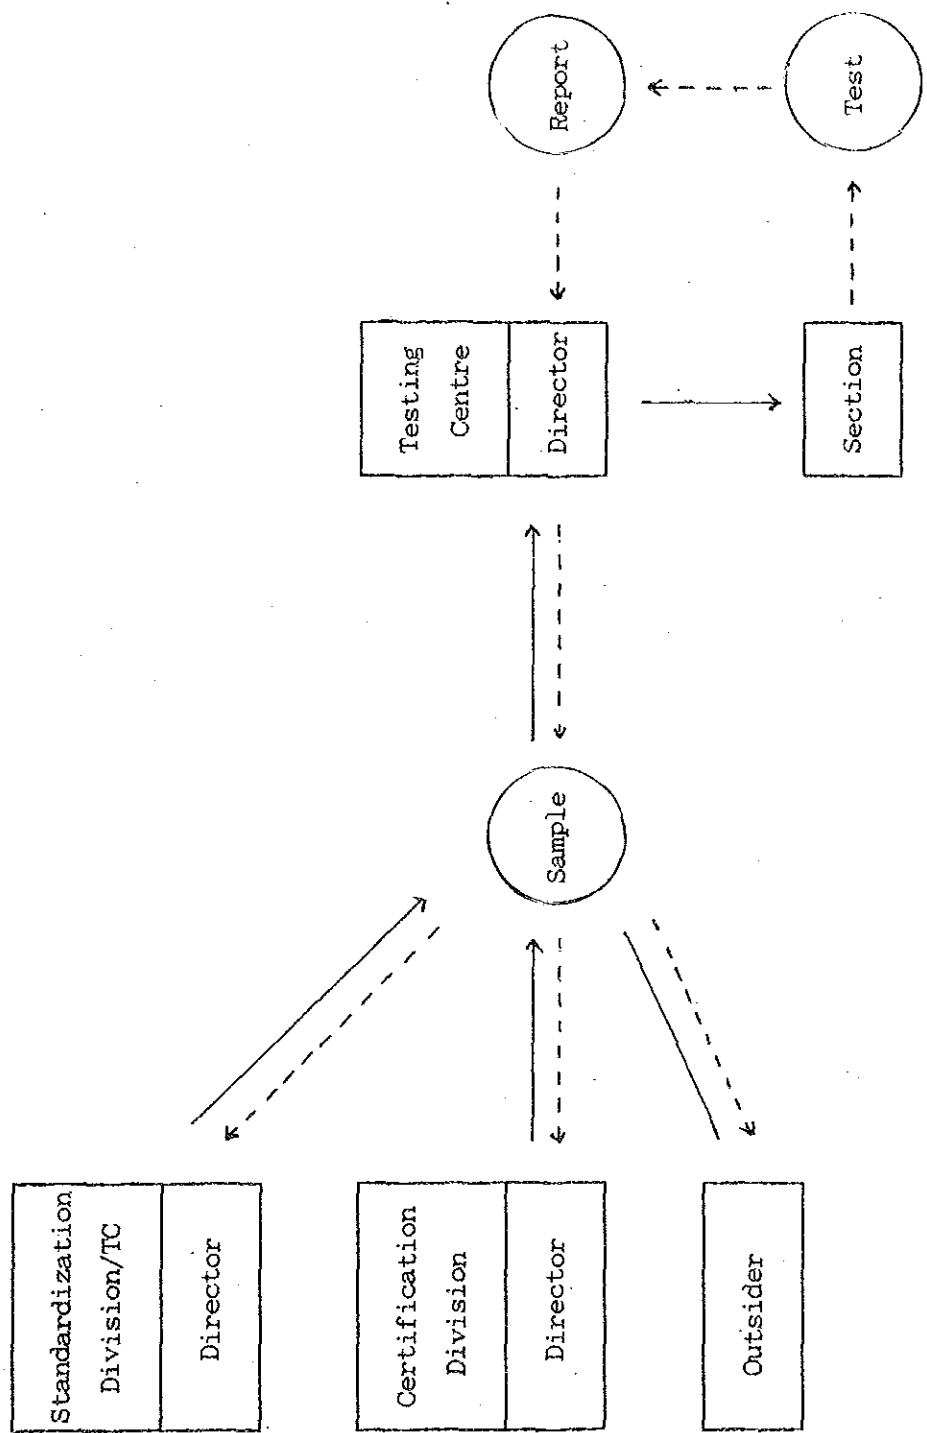 Standardization
Division/TC
Director
Certification
Division
Director
Outsider
Sample
Testing
Centre
Director
Section
Report
Test